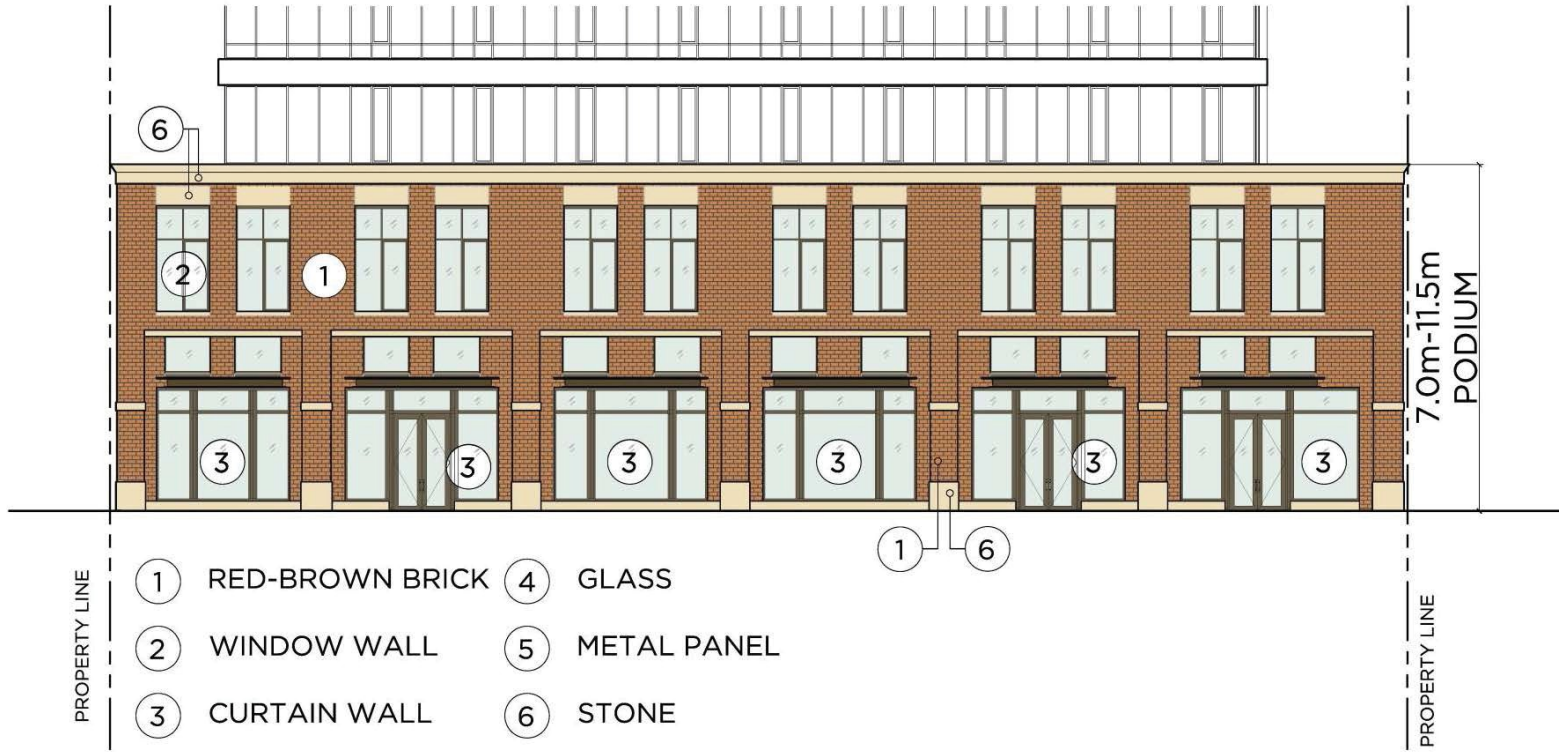 6
2
1
3
3
3
3
3
3
7.0m-11.5m
PODIUM
1
6
PROPERTY LINE
1 RED-BROWN BRICK
2 WINDOW WALL
3 CURTAIN WALL
4 GLASS
5 METAL PANEL
6 STONE
PROPERTY LINE